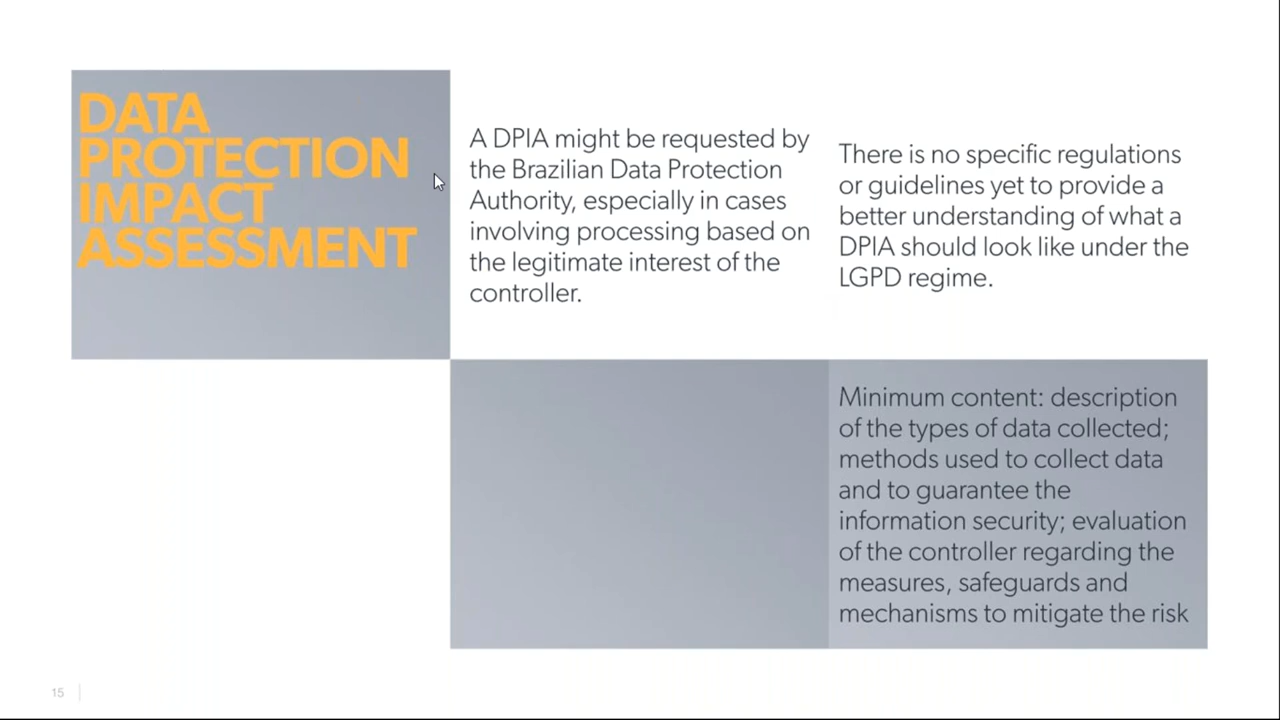 DATA
PROTECTION
IMPACT
ASSESSMENT
A DPIA might be requested by
the Brazilian Data Protection
Authority, especially in cases
involving processing based on
the legitimate interest of the
controller.
There is no specific regulations
or guidelines yet to provide a
better understanding of what a
DPIA should look like under the
LGPD regime.
Minimum content: description
of the types of data collected;
methods used to collect data
and to guarantee the
information security; evaluation
of the controller regarding the
measures, safeguards and
mechanisms to mitigate the risk
15